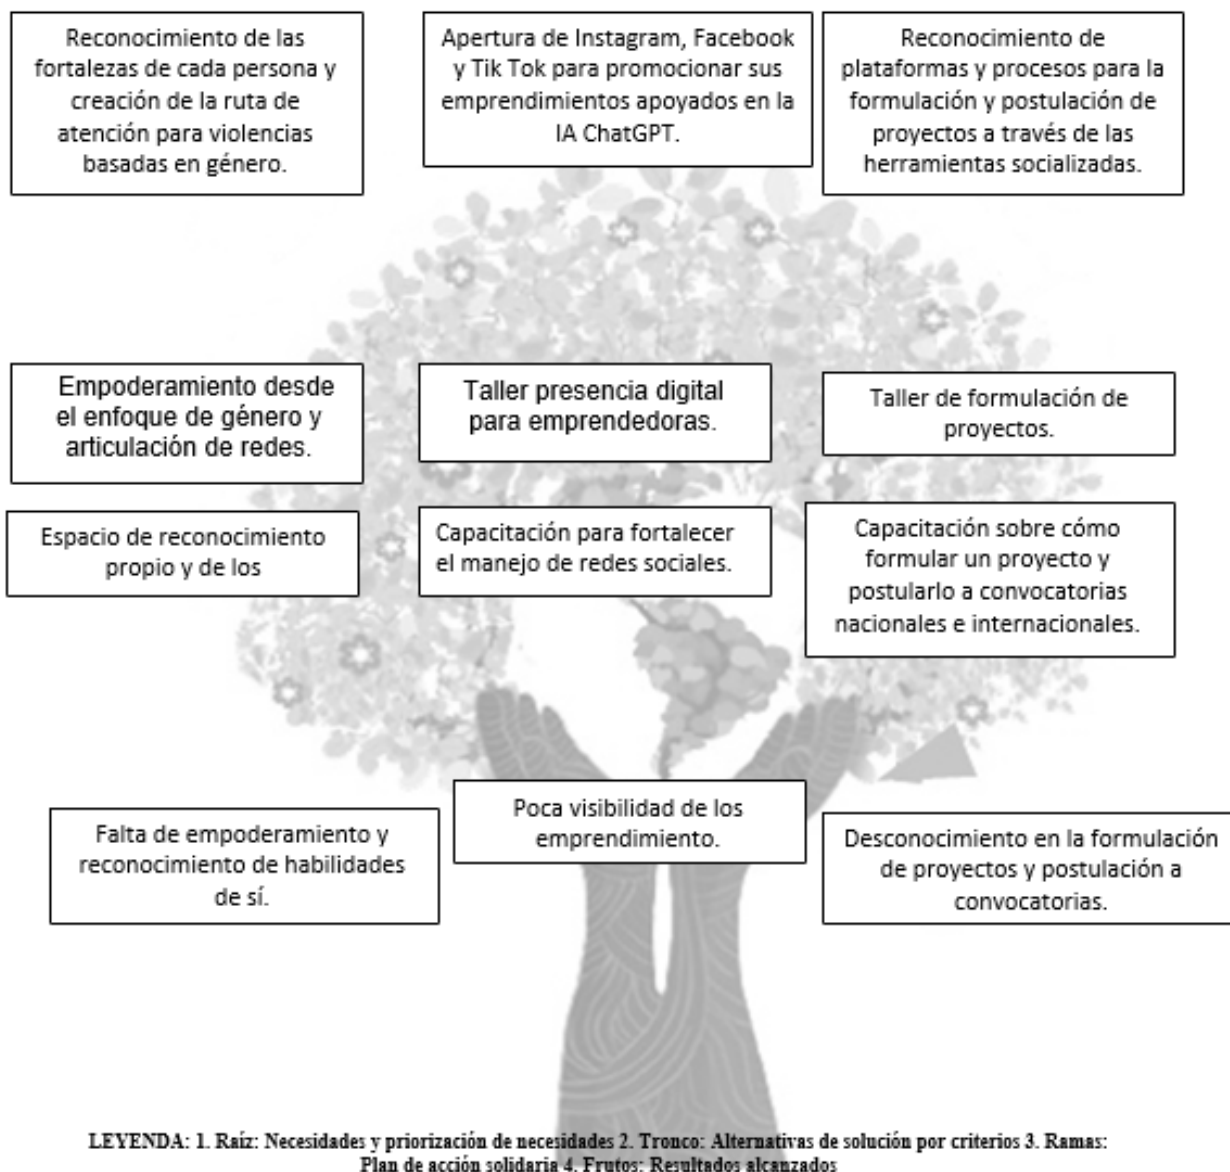 Reconocimiento de las
fortalezas de cada persona y
creación de la ruta de
atención para violencias
basadas en género.
Apertura de Instagram, Facebook
y Tik Tok para promocionar sus
emprendimientos apoyados en la
IA ChatGPT.
Reconocimiento de
plataformas y procesos para la
formulación y postulación de
proyectos a través de las
herramientas socializadas.
Empoderamiento desde
el enfoque de género y
articulación de redes.
Taller presencia digital
para emprendedoras.
Taller de formulación de
proyectos.
Espacio de reconocimiento
propio y de los
Capacitación para fortalecer
el manejo de redes sociales.
Capacitación sobre cómo
formular un proyecto y
postularlo a convocatorias
nacionales e internacionales.
Falta de empoderamiento y
reconocimiento de habilidades
de sí.
Poca visibilidad de los
emprendimiento.
Desconocimiento en la formulación
de proyectos y postulación a
convocatorias.
LEYENDA: 1. Raíz: Necesidades y priorización de necesidades 2. Tronco: Alternativas de solución por criterios 3. Ramas:
Plan de acción solidaria 4. Frutos: Resultados alcanzados